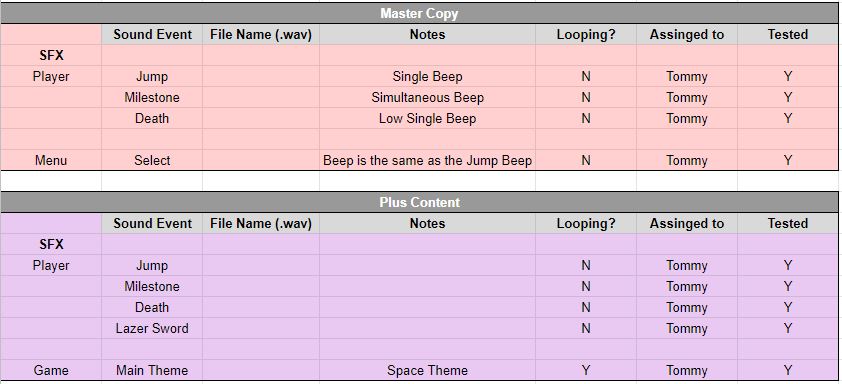 Master Copy
Sound Event File Name (.wav) Notes Looping? Assinged to Tested
SFX
Player Jump Single Beep N Tommy Y
Milestone Simultaneous Beep N Tommy Y
Death Low Single Beep N Tommy Y
Menu Select Beep is the same as the Jump Beep N Tommy Y
Plus Content
Sound Event File Name (.wav) Notes Looping? Assinged to Tested
SFX
Player Jump N Tommy Y
Milestone N Tommy Y
Death N Tommy Y
Lazer Sword N Tommy Y
Game Main Theme Space Theme Y Tommy Y